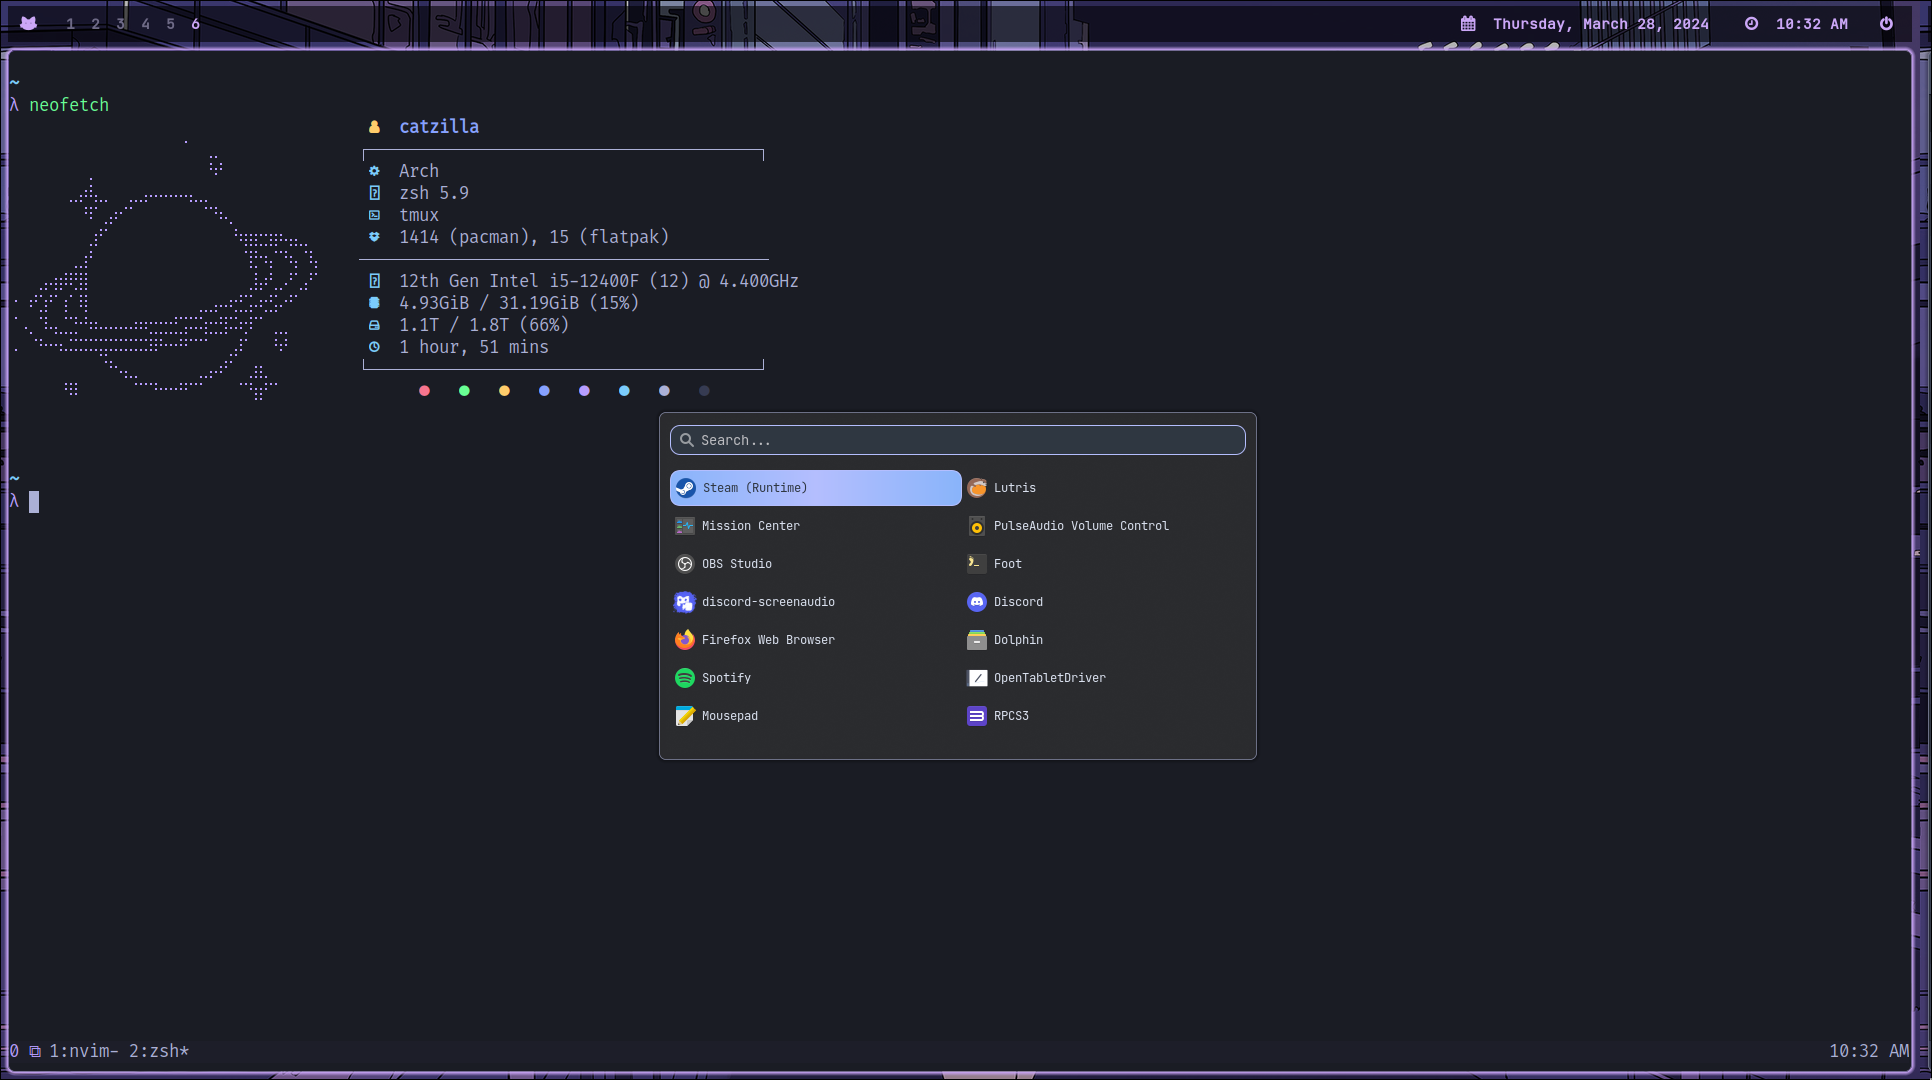 1 2 3 4 5 6
Thursday, March 28, 2024 10:32 AM
~
λ neofetch
catzilla
Arch
zsh 5.9
tmux
1414 (pacman), 15 (flatpak)
12th Gen Intel i5-12400F (12) @ 4.400GHz
4.93GiB / 31.19GiB (15%)
1.1T / 1.8T (66%)
1 hour, 51 mins
~
λ
Search...
Steam (Runtime) Lutris
Mission Center PulseAudio Volume Control
OBS Studio Foot
discord-screenaudio Discord
Firefox Web Browser Dolphin
Spotify OpenTabletDriver
Mousepad RPCS3
0 1:nvim- 2:zsh* 10:32 AM